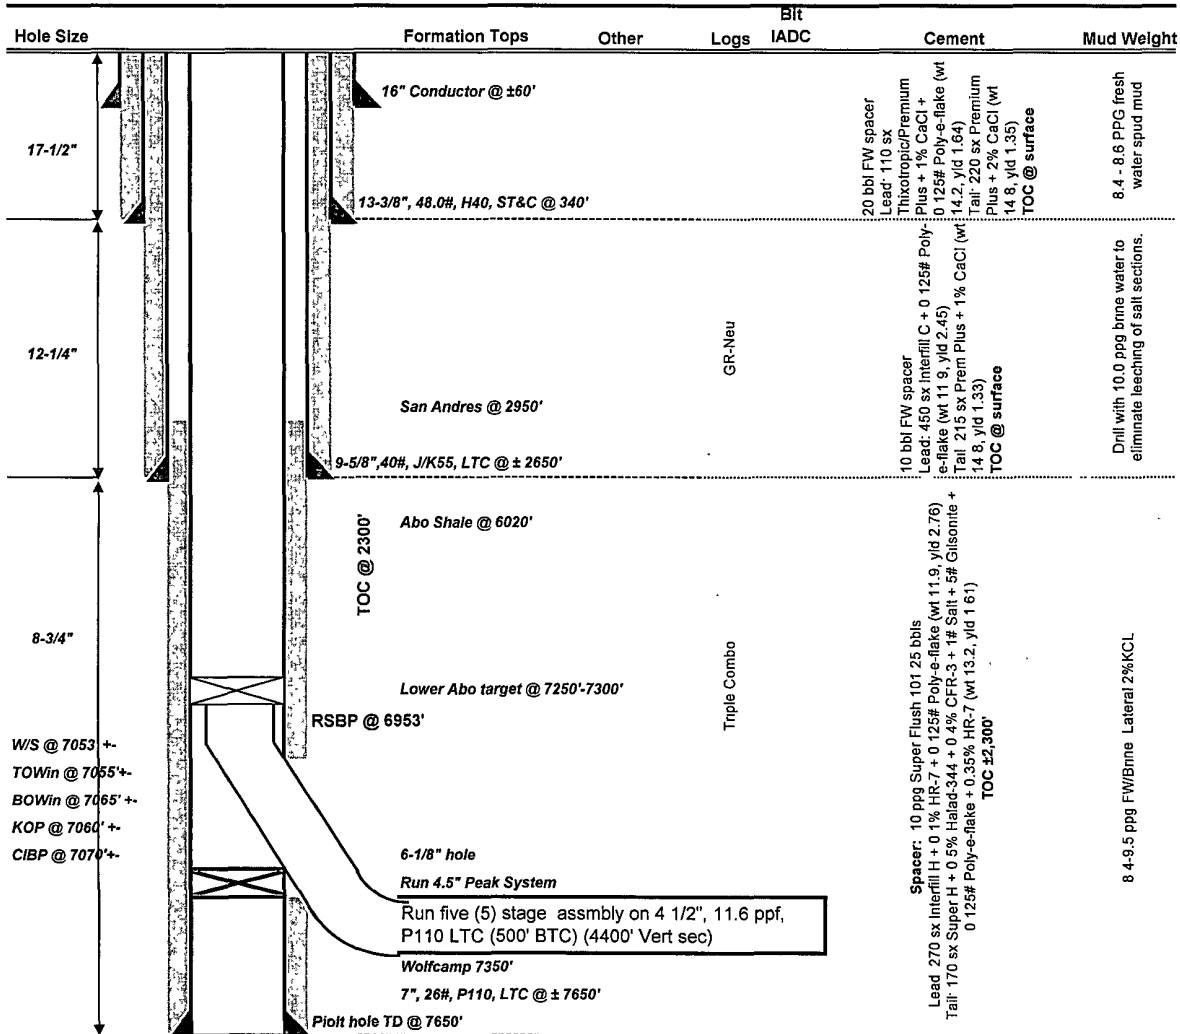 Bit
Hole Size Formation Tops Other Logs IADC Cement Mud Weight
16" Conductor @ ±60'
17-1/2"
13-3/8", 48.0#, H40, ST&C @ 340'
20 bbl FW spacer
Lead· 110 sx
Thixotropic/Premium
Plus + 1% CaCl +
0 125# Poly-e-flake (wt
14.2, yld 1.64)
Tail· 220 sx Premium
Plus + 2% CaCl (wt
14 8, yld 1.35)
TOC @ surface
8.4 - 8.6 PPG fresh
water spud mud
12-1/4"
GR-Neu
San Andres @ 2950'
9-5/8",40#, J/K55, LTC @ ± 2650'
10 bbl FW spacer
Lead: 450 sx Interfill C + 0 125# Poly-
e-flake (wt 11 9, yld 2.45)
Tail 215 sx Prem Plus + 1% CaCl (wt
14 8, yld 1.33)
TOC @ surface
Drill with 10.0 ppg brine water to
eliminate leeching of salt sections.
Abo Shale @ 6020'
TOC @ 2300'
8-3/4"
Triple Combo
Lower Abo target @ 7250'-7300'
RSBP @ 6953'
W/S @ 7053 +-
TOWin @ 7055'+-
BOWin @ 7065' +-
KOP @ 7060' +-
CIBP @ 7070'+-
6-1/8" hole
Run 4.5" Peak System
Run five (5) stage assmbly on 4 1/2", 11.6 ppf,
P110 LTC (500' BTC) (4400' Vert sec)
Wolfcamp 7350'
7", 26#, P110, LTC @ ± 7650'
Piolt hole TD @ 7650'
Spacer: 10 ppg Super Flush 101 25 bbls
Lead 270 sx Interfill H + 0 1% HR-7 + 0 125# Poly-e-flake (wt 11.9, yld 2.76)
Tail· 170 sx Super H + 0 5% Halad-344 + 0 4% CFR-3 + 1# Salt + 5# Gilsonite +
0 125# Poly-e-flake + 0.35% HR-7 (wt 13.2, yld 1 61)
TOC ±2,300'
8 4-9.5 ppg FW/Brine Lateral 2%KCL